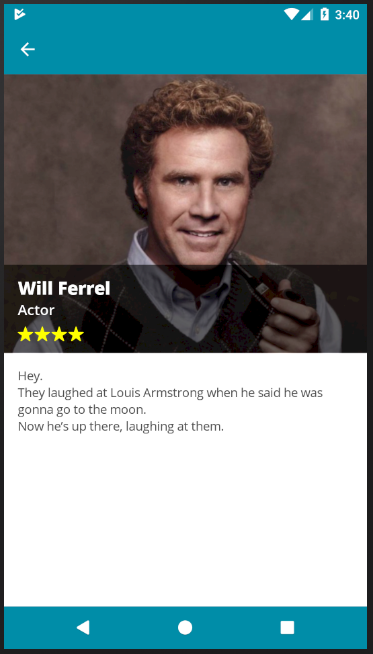 3:40
Will Ferrel
Actor
Hey.
They laughed at Louis Armstrong when he said he was
gonna go to the moon.
Now he's up there, laughing at them.